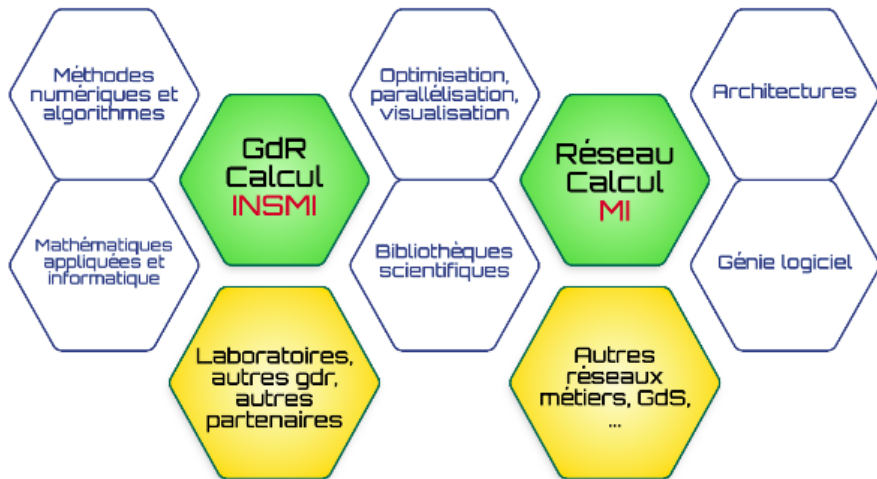 Méthodes
numériques et
algorithmes
Optimisation,
parallélisation,
visualisation
Architectures
GdR
Calcul
INSMI
Réseau
Calcul
MI
Mathématiques
appliquées et
informatique
Bibliothèques
scientifiques
Génie logiciel
Laboratoires,
autres gdr,
autres
partenaires
Autres
réseaux
métiers, GdS,
...